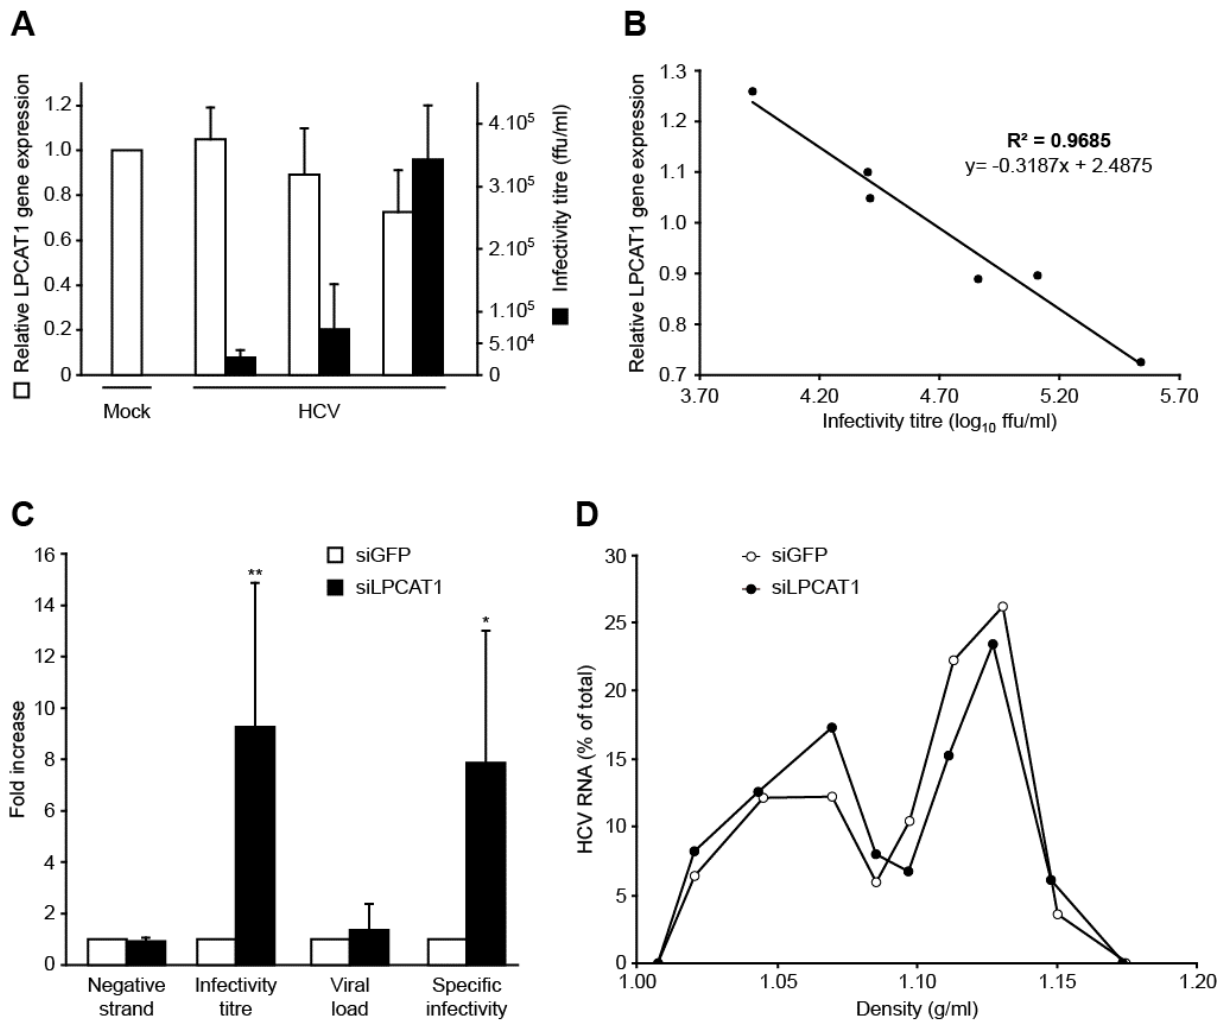 A
Relative LPCAT1 gene expression
1.2
1.0
0.8
0.6
0.4
0.2
0
4.10⁵
3.10⁵
2.10⁵
1.10⁵
5.10⁴
0
Infectivity titre (ffu/ml)
Mock
HCV
B
Relative LPCAT1 gene expression
1.3
1.2
1.1
1.0
0.9
0.8
0.7
R² = 0.9685
y= -0.3187x + 2.4875
3.70 4.20 4.70 5.20 5.70
Infectivity titre (log₁₀ ffu/ml)
C
Fold increase
16
14
12
10
8
6
4
2
0
siGFP
siLPCAT1
**
*
Negative
strand
Infectivity
titre
Viral
load
Specific
infectivity
D
HCV RNA (% of total)
30
25
20
15
10
5
0
siGFP
siLPCAT1
1.00 1.05 1.10 1.15 1.20
Density (g/ml)